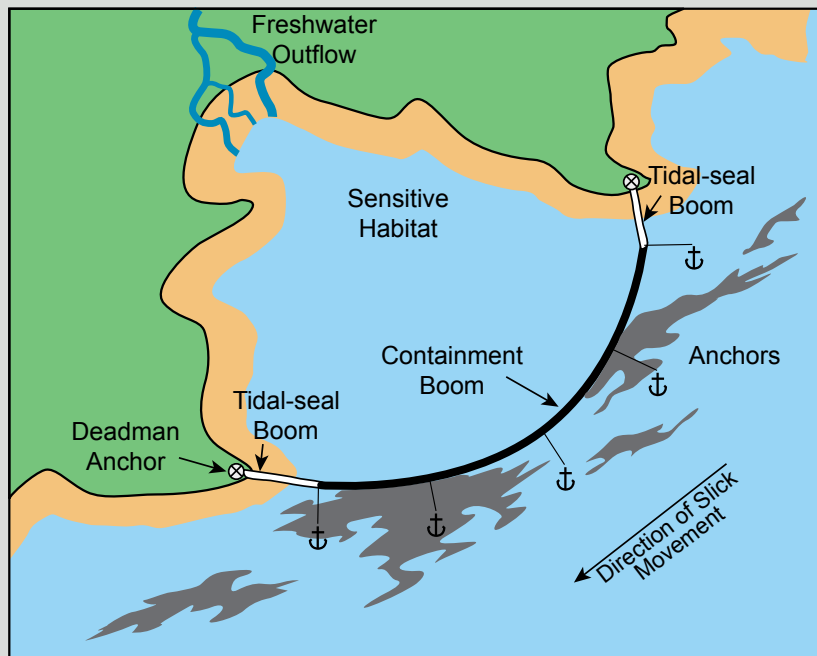 Freshwater
Outflow
Sensitive
Habitat
Tidal-seal
Boom
Containment
Boom
Anchors
Tidal-seal
Boom
Deadman
Anchor
Direction of Slick
Movement